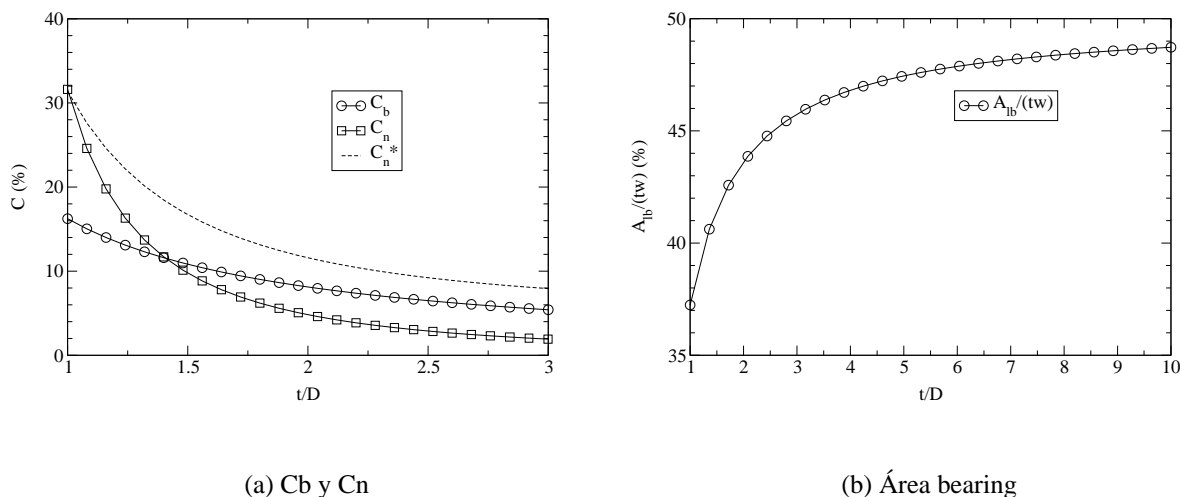 40
30
20
10
0
C (%)
1
1.5
2
2.5
3
t/D
C_b
C_n
C_n*
(a) Cb y Cn
50
45
40
35
A_lb/(tw) (%)
1
2
3
4
5
6
7
8
9
10
t/D
A_lb/(tw)
(b) Área bearing